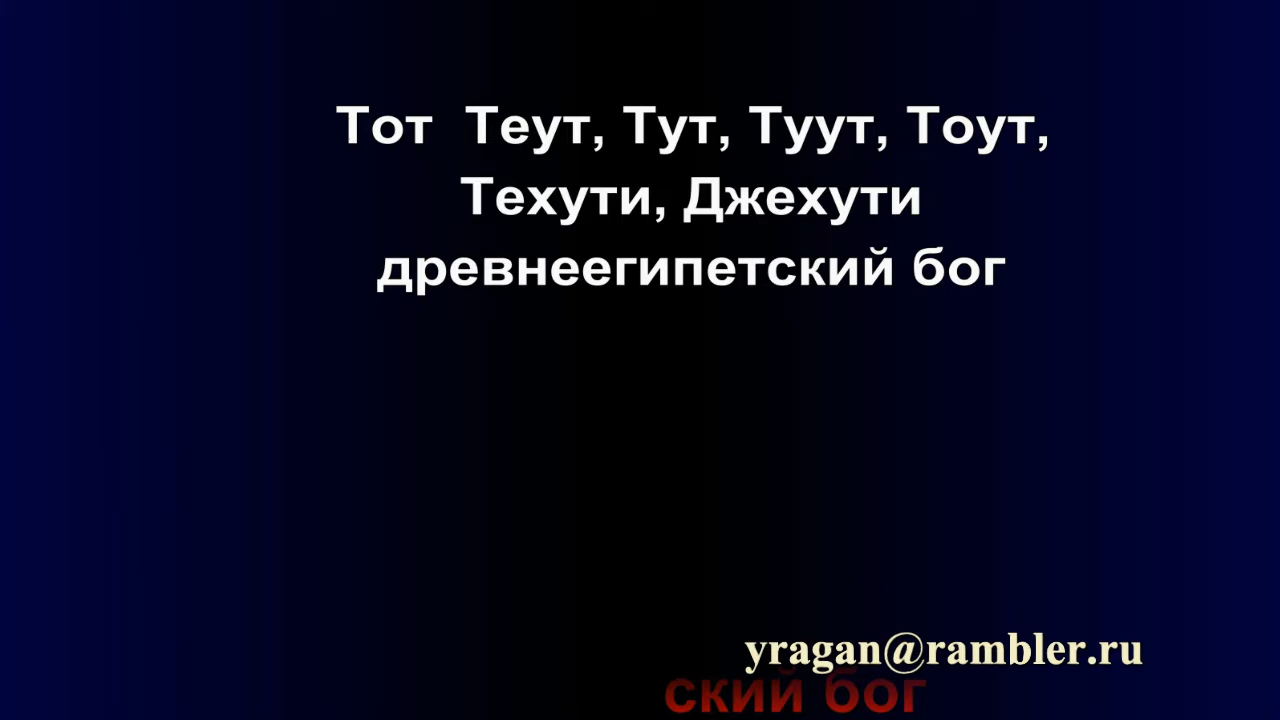 Тот  Теут, Тут, Туут, Тоут,
Техути, Джехути
древнеегипетский бог
yragan@rambler.ru
ский бог